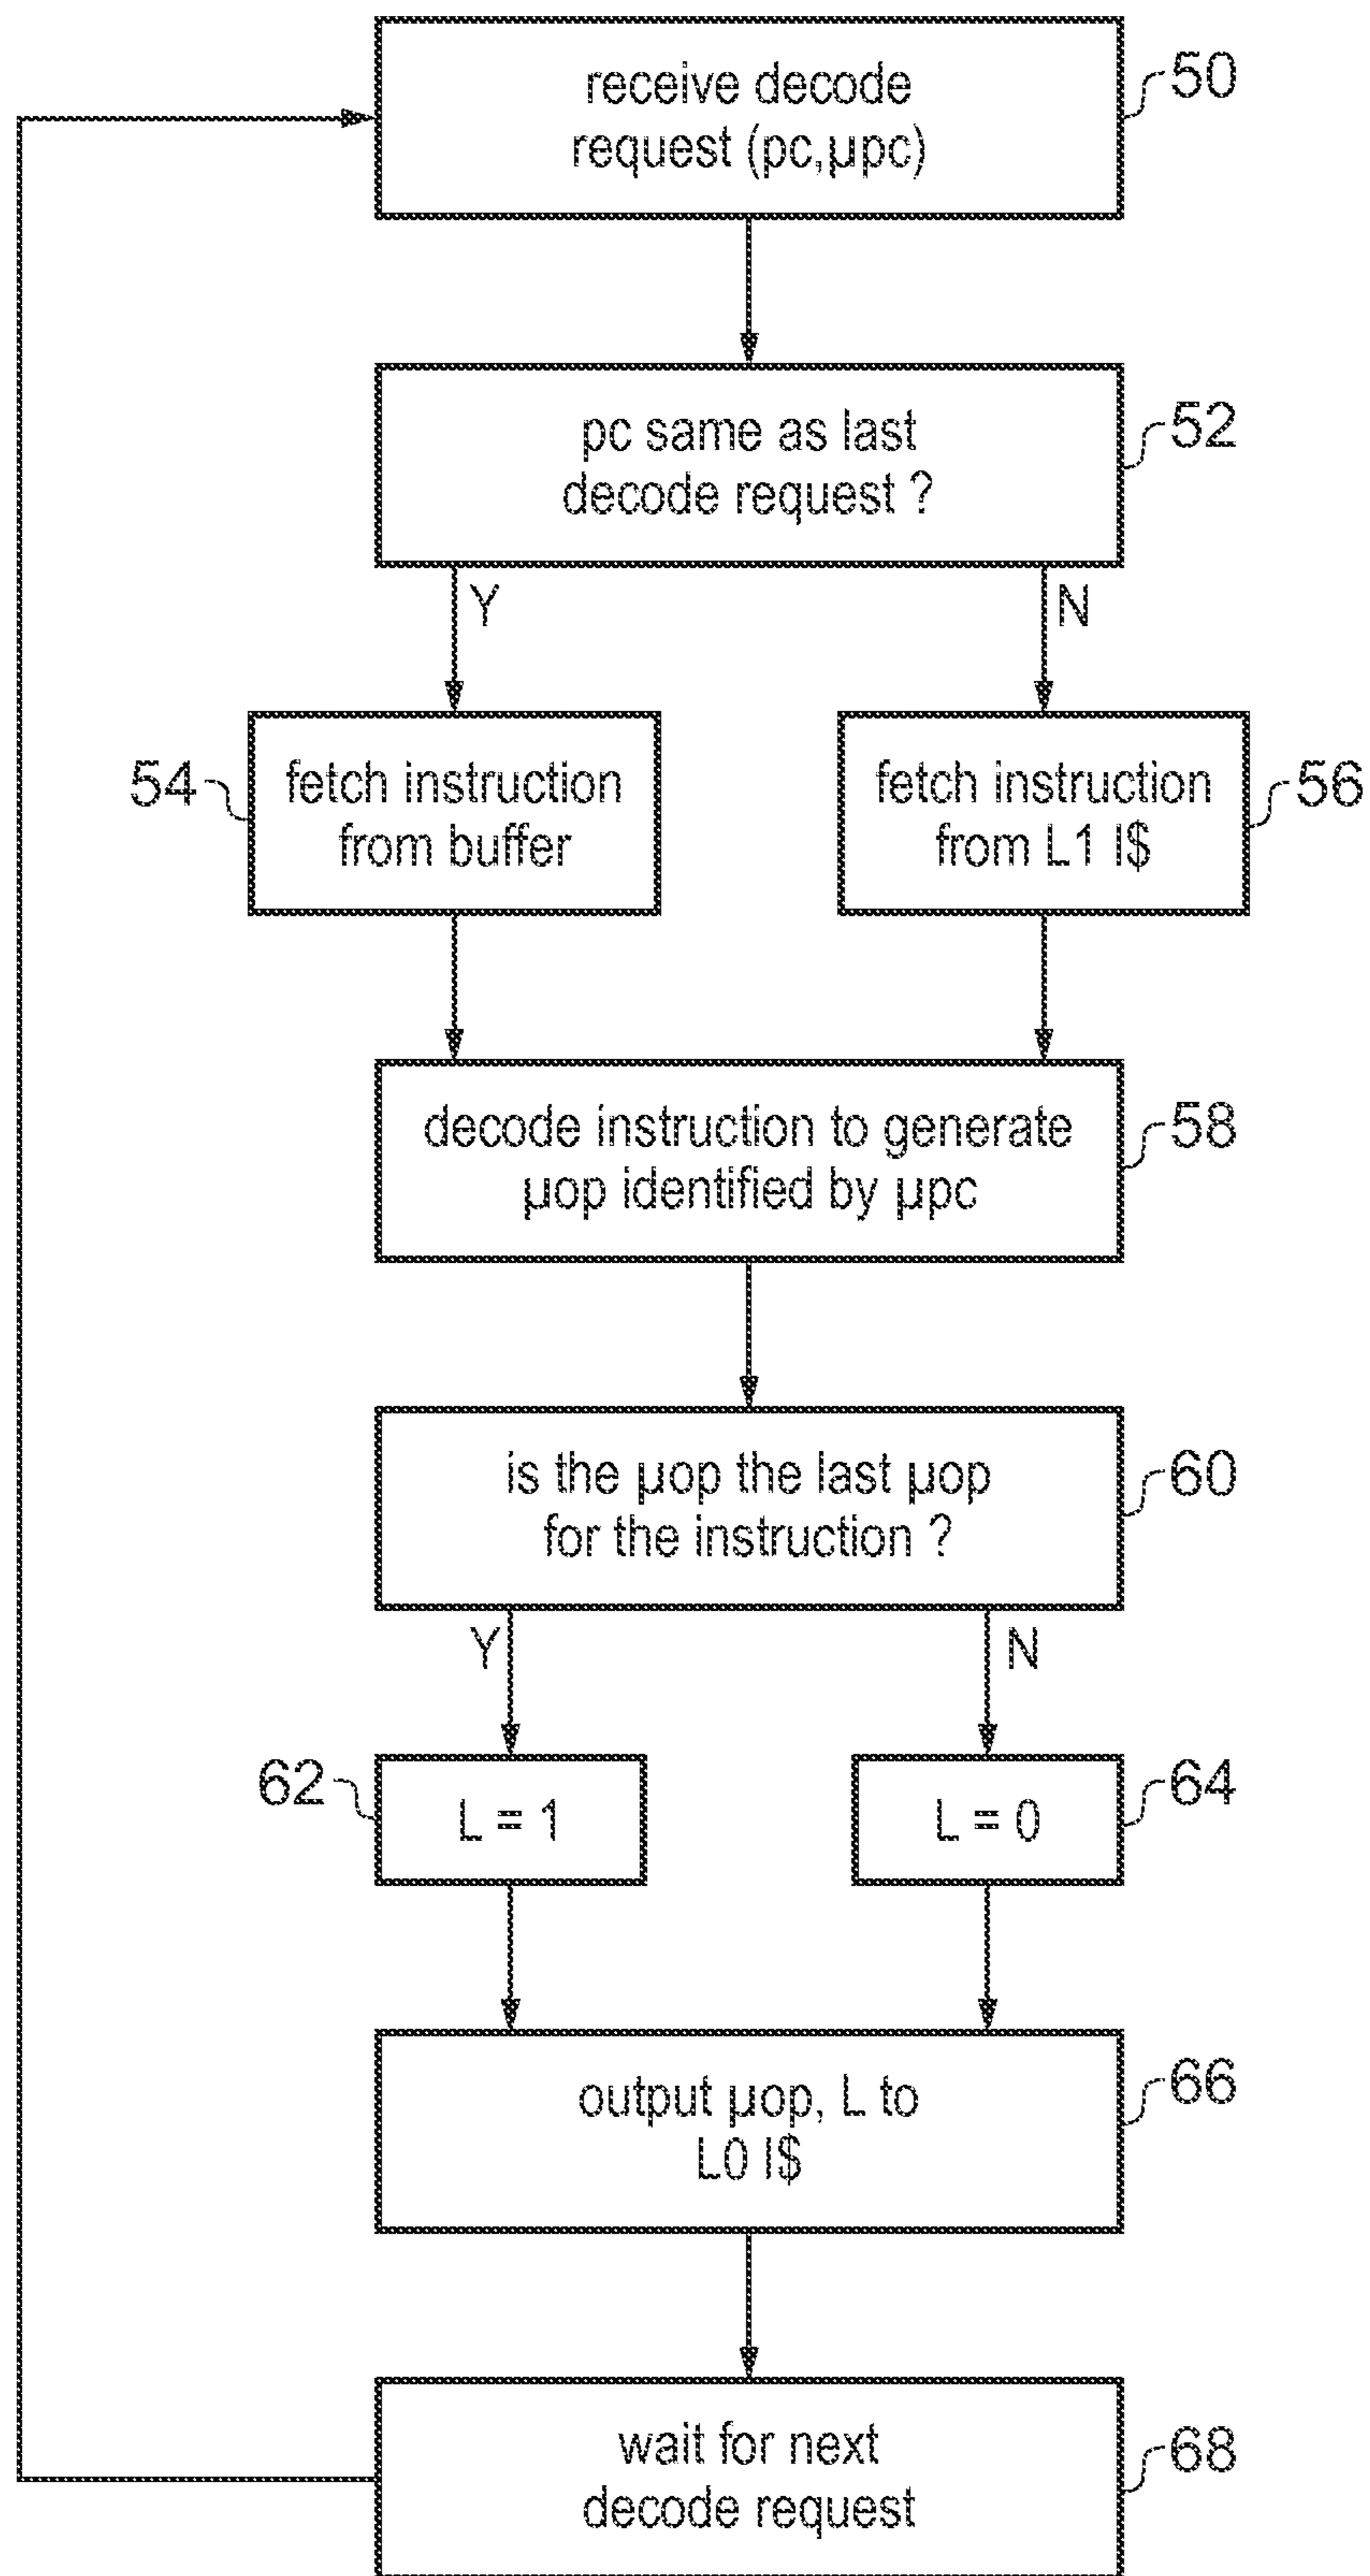 receive decode
request (pc,µpc)
50
pc same as last
decode request ?
52
Y
N
54
fetch instruction
from buffer
fetch instruction
from L1 I$
56
decode instruction to generate
µop identified by µpc
58
is the µop the last µop
for the instruction ?
60
Y
N
62
L = 1
L = 0
64
output µop, L to
L0 I$
66
wait for next
decode request
68